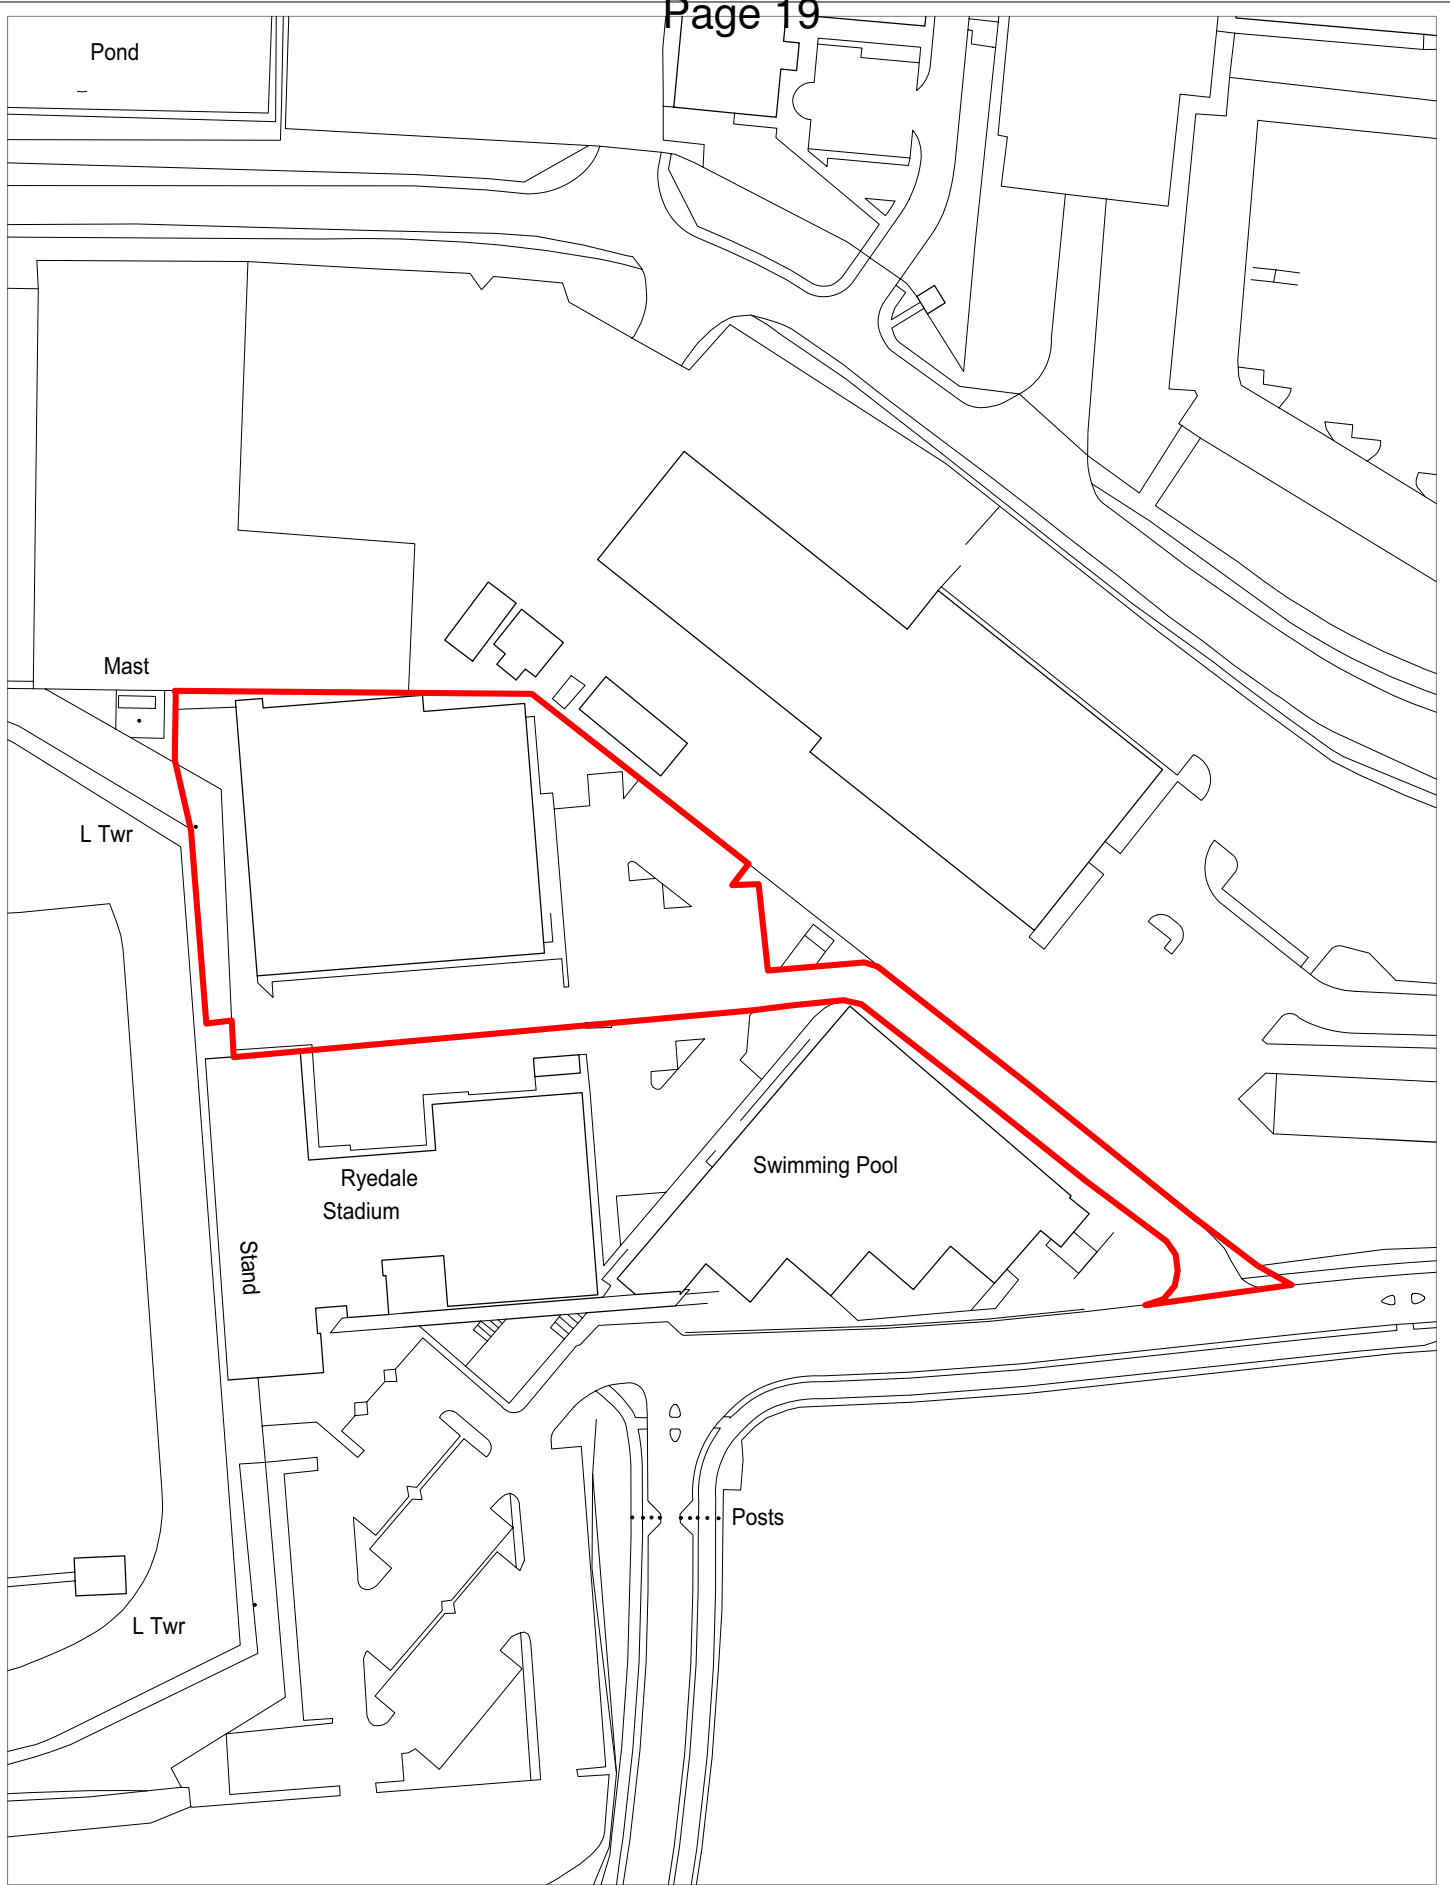 Page 19
Pond
Mast
L Twr
Swimming Pool
Ryedale
Stadium
Stand
Posts
L Twr